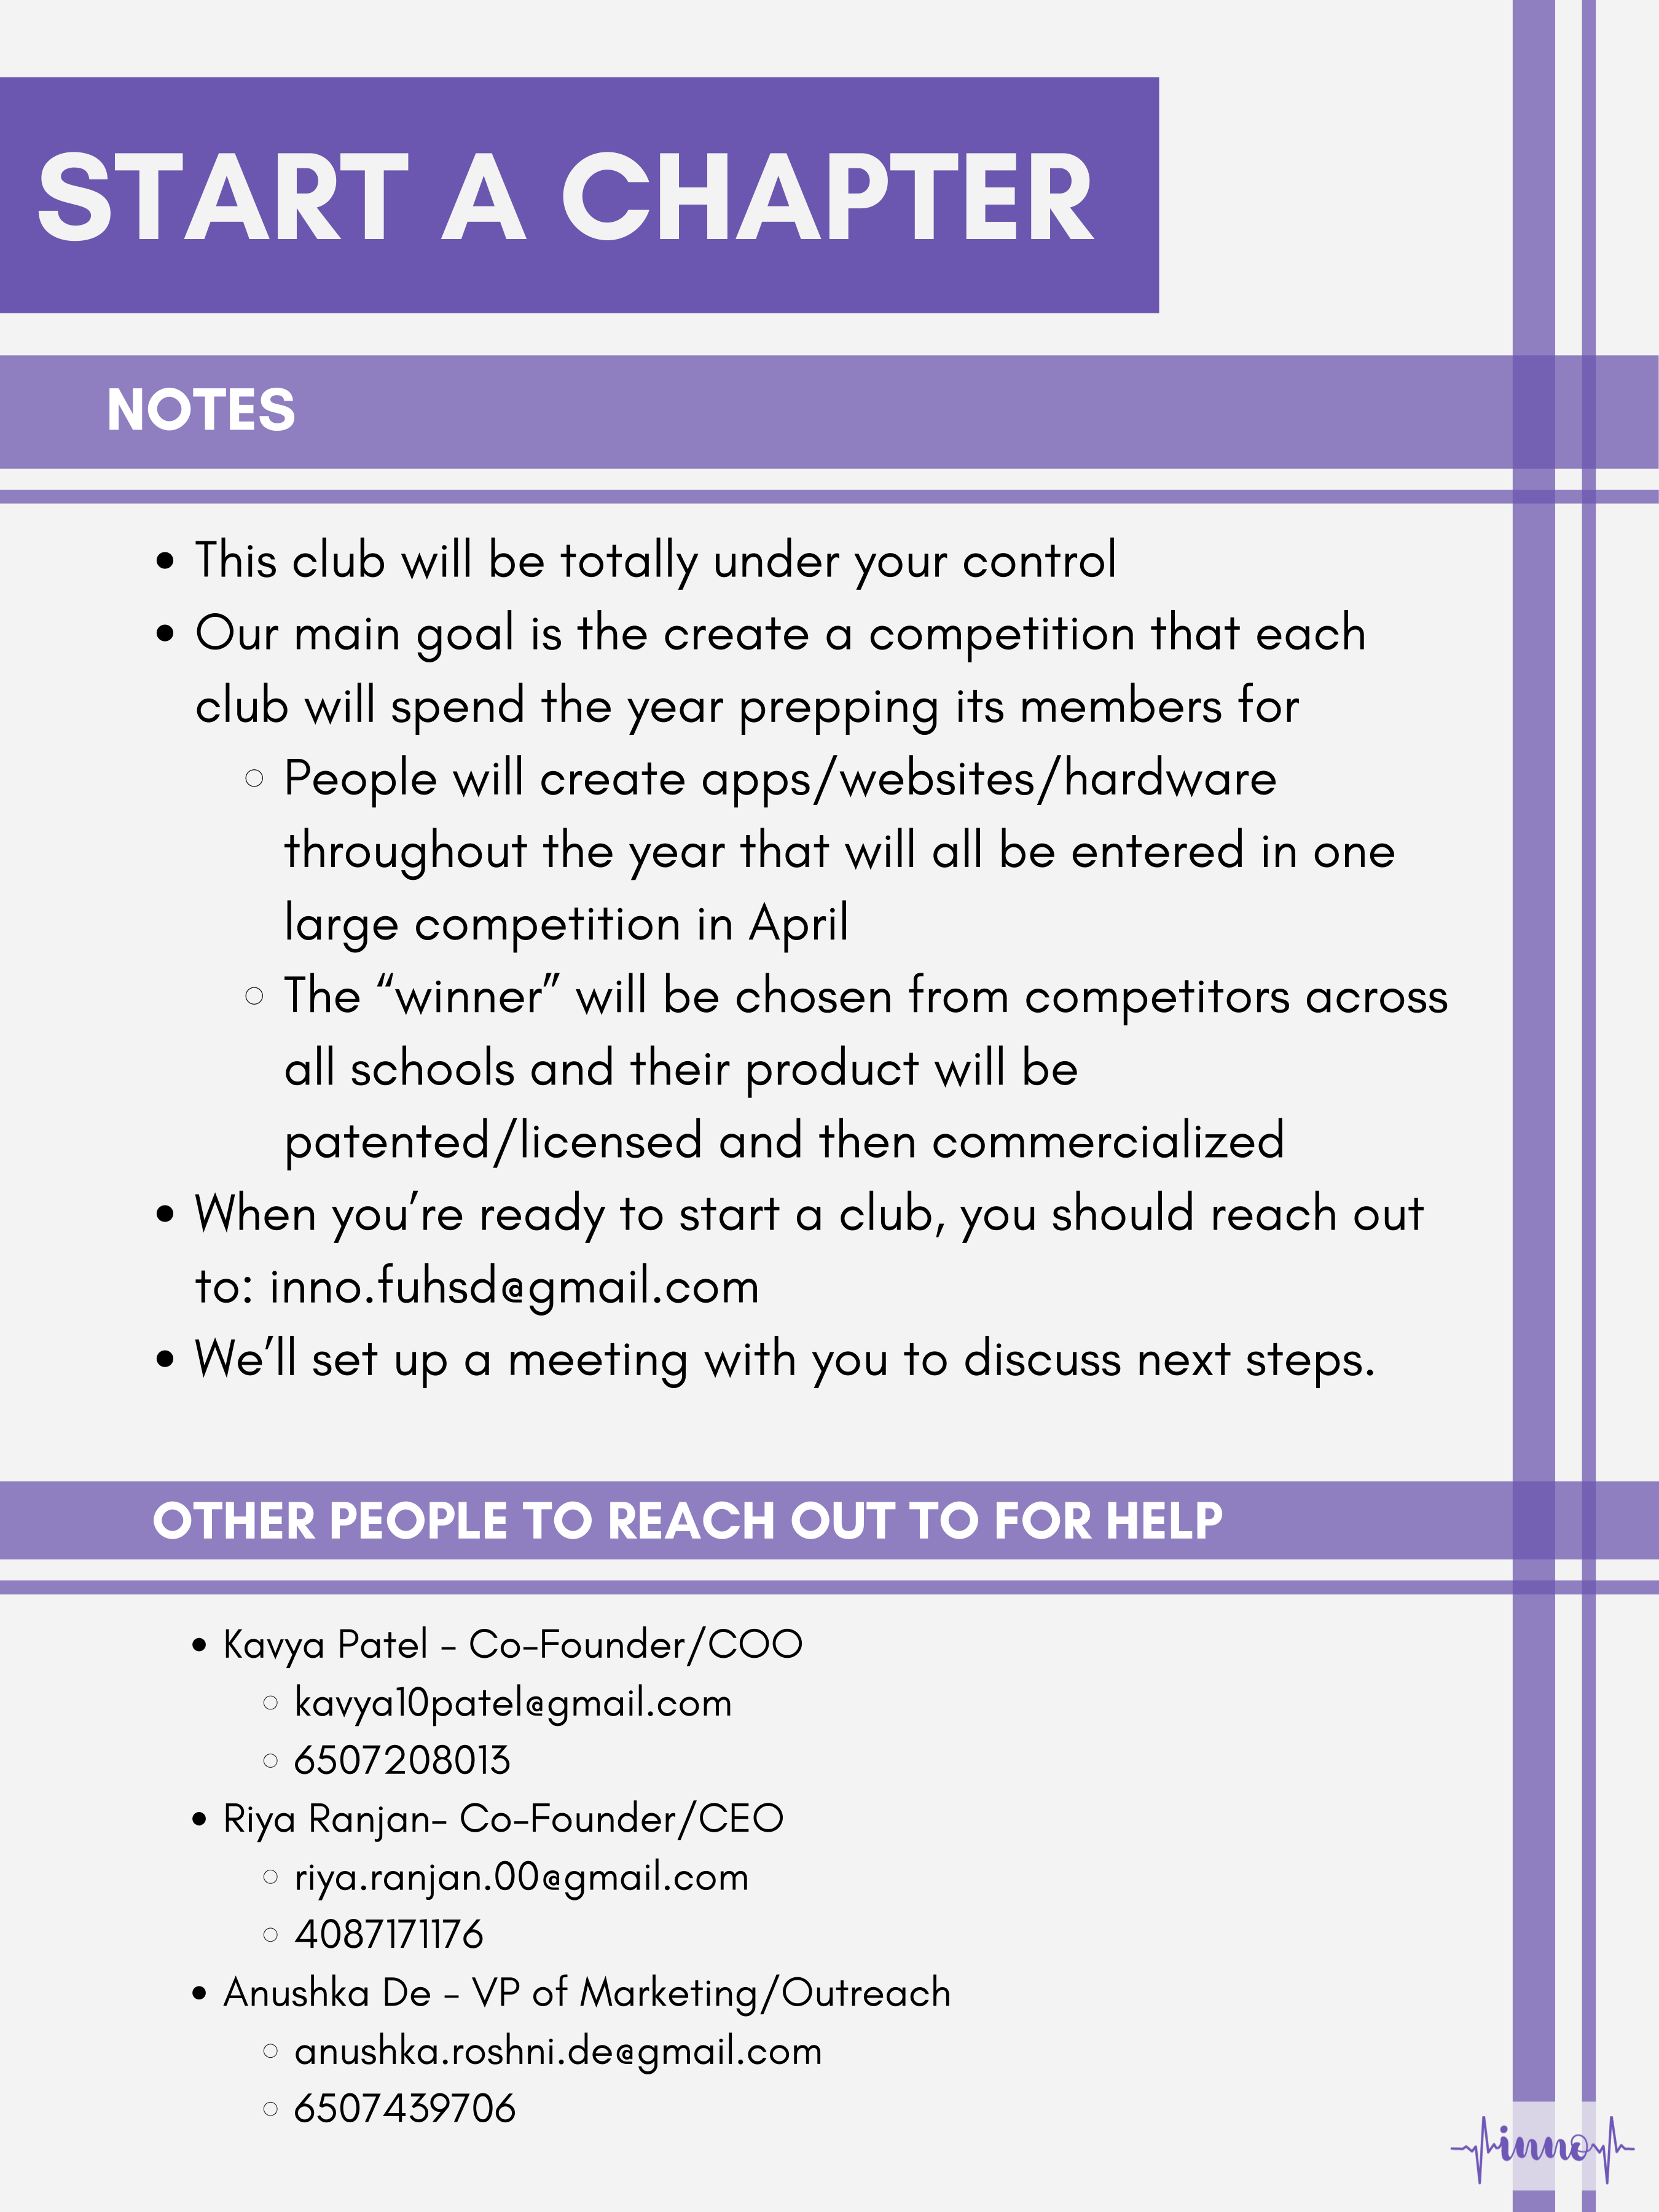 START A CHAPTER
NOTES
• This club will be totally under your control
• Our main goal is the create a competition that each
club will spend the year prepping its members for
○ People will create apps/websites/hardware
throughout the year that will all be entered in one
large competition in April
○ The “winner” will be chosen from competitors across
all schools and their product will be
patented/licensed and then commercialized
• When you’re ready to start a club, you should reach out
to: inno.fuhsd@gmail.com
• We’ll set up a meeting with you to discuss next steps.
OTHER PEOPLE TO REACH OUT TO FOR HELP
• Kavya Patel - Co-Founder/COO
○ kavya10patel@gmail.com
○ 6507208013
• Riya Ranjan- Co-Founder/CEO
○ riya.ranjan.00@gmail.com
○ 4087171176
• Anushka De - VP of Marketing/Outreach
○ anushka.roshni.de@gmail.com
○ 6507439706
inno